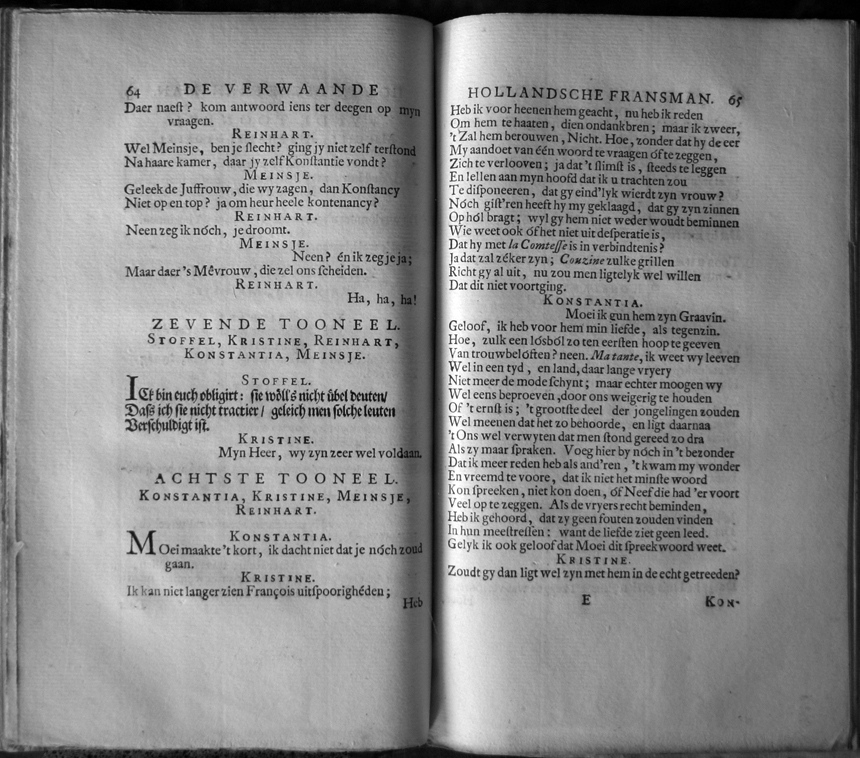 64 DE VERWAANDE
Daer naeſt? kom antwoord iens ter deegen op myn
vraagen.
REINHART.
Wel Meinsje, ben je ſlecht? ging jy niet zelf terſtond
Na haare kamer, daar jy zelf Konſtantie vondt?
MEINSJE.
Geleek de Juffrouw, die wy zagen, dan Konſtancy
Niet op en top? ja om heur heele kontenancy?
REINHART.
Neen zeg ik nóch, je droomt.
MEINSJE.
Neen? én ik zeg je ja;
Maar daer's Mêvrouw, die zel ons ſcheiden.
REINHART.
Ha, ha, ha!
ZEVENDE TOONEEL.
STOFFEL, KRISTINE, REINHART,
KONSTANTIA, MEINSJE.
STOFFEL.
ICk bin euch obligirt: ſie wöll's nicht übel deuten/
Daſs ich ſie nicht tractier/ geleich men ſolche leuten
Verſchuldigt iſt.
KRISTINE.
Myn Heer, wy zyn zeer wel voldaan.
ACHTSTE TOONEEL.
KONSTANTIA, KRISTINE, MEINSJE,
REINHART.
KONSTANTIA.
MOei maakte 't kort, ik dacht niet dat je nóch zoud
gaan.
KRISTINE.
Ik kan niet langer zien François uitſpoorighéden;
Heb
HOLLANDSCHE FRANSMAN. 65
Heb ik voor heenen hem geacht, nu heb ik reden
Om hem te haaten, dien ondankbren; maar ik zweer,
't Zal hem berouwen, Nicht. Hoe, zonder dat hy de eer
My aandoet van één woord te vraagen óf te zeggen,
Zich te verlooven; ja dat 't ſlimſt is, ſteeds te leggen
En lellen aan myn hoofd dat ik u trachten zou
Te diſponeeren, dat gy eind'lyk wierdt zyn vrouw?
Nóch giſt'ren heeft hy my geklaagd, dat gy zyn zinnen
Op hól bragt; wyl gy hem niet weder woudt beminnen
Wie weet ook óf het niet uit deſperatie is,
Dat hy met la Comteſſe is in verbindtenis?
Ja dat zal zéker zyn; Couzine zulke grillen
Richt gy al uit, nu zou men ligtelyk wel willen
Dat dit niet voortging.
KONSTANTIA.
Moei ik gun hem zyn Graavin.
Geloof, ik heb voor hem min liefde, als tegenzin.
Hoe, zulk een lósból zo ten eerſten hoop te geeven
Van trouwbelóften? neen. Ma tante, ik weet wy leeven
Wel in een tyd, en land, daar lange vryery
Niet meer de mode ſchynt; maar echter moogen wy
Wel eens beproeven, door ons weigerig te houden
Of 't ernſt is; 't grootſte deel der jongelingen zouden
Wel meenen dat het zo behoorde, en ligt daarnaa
't Ons wel verwyten dat men ſtond gereed zo dra
Als zy maar ſpraken. Voeg hier by nóch in 't bezonder
Dat ik meer reden heb als and'ren, 't kwam my wonder
En vreemd te voore, dat ik niet het minſte woord
Kon ſpreeken, niet kon doen, óf Neef die had 'er voort
Veel op te zeggen. Als de vryers recht beminden,
Heb ik gehoord, dat zy geen fouten zouden vinden
In hun meeſtreſſen: want de liefde ziet geen leed.
Gelyk ik ook geloof dat Moei dit ſpreekwoord weet.
KRISTINE.
Zoudt gy dan ligt wel zyn met hem in de echt getreeden?
E KON-